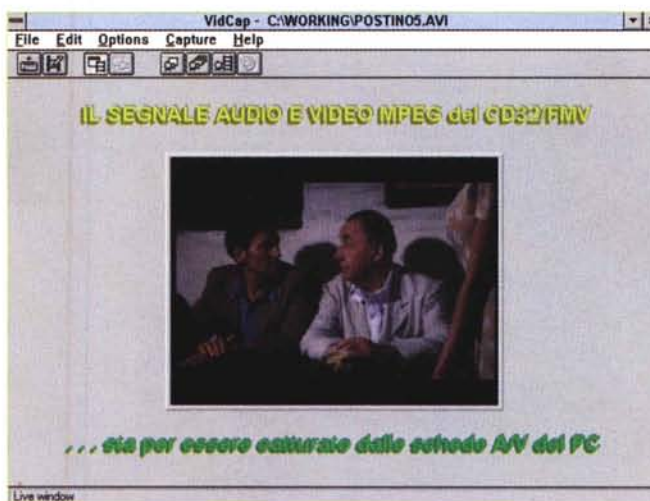 VidCap - C:\WORKING\POSTINO5.AVI
File Edit Options Capture Help
IL SEGNALE AUDIO E VIDEO MPEG del CD32/FMV
. . . sta per essere catturato dalle schede A/V del PC
Live window